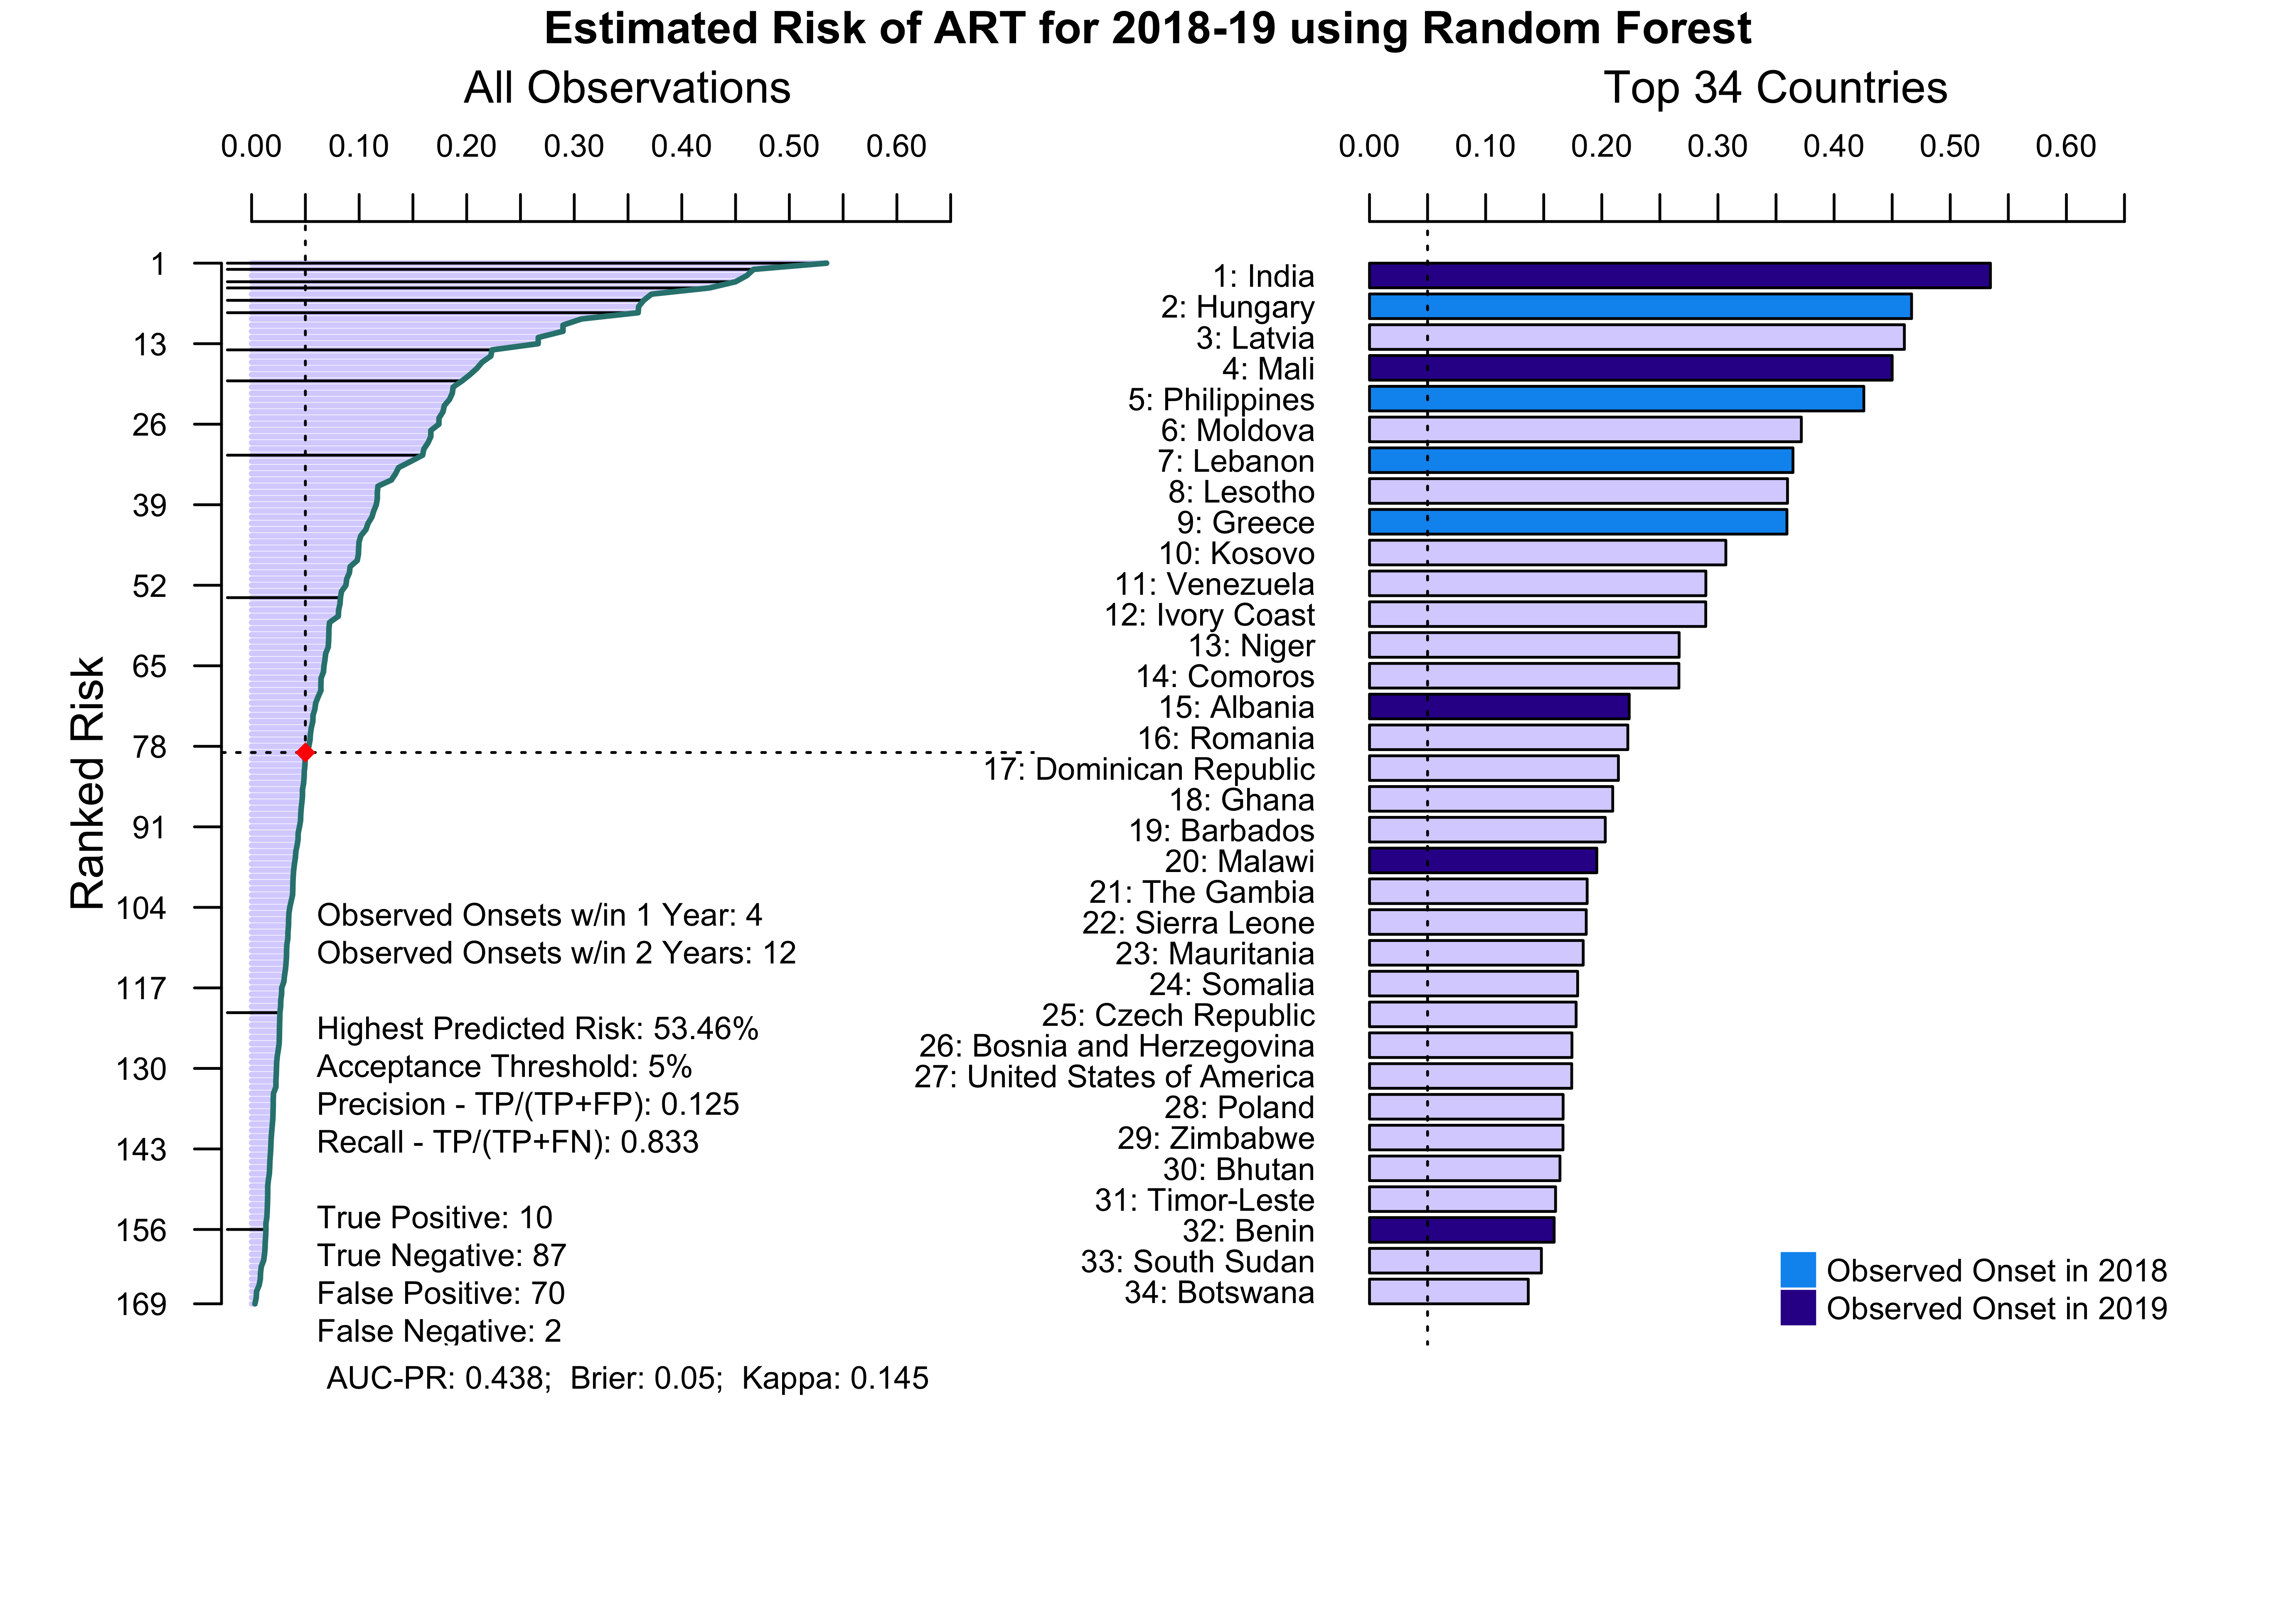 Estimated Risk of ART for 2018-19 using Random Forest
All Observations
0.00 0.10 0.20 0.30 0.40 0.50 0.60
Ranked Risk
1
13
26
39
52
65
78
91
104
117
130
143
156
169
Observed Onsets w/in 1 Year: 4
Observed Onsets w/in 2 Years: 12
Highest Predicted Risk: 53.46%
Acceptance Threshold: 5%
Precision - TP/(TP+FP): 0.125
Recall - TP/(TP+FN): 0.833
True Positive: 10
True Negative: 87
False Positive: 70
False Negative: 2
AUC-PR: 0.438; Brier: 0.05; Kappa: 0.145
Top 34 Countries
0.00 0.10 0.20 0.30 0.40 0.50 0.60
1: India
2: Hungary
3: Latvia
4: Mali
5: Philippines
6: Moldova
7: Lebanon
8: Lesotho
9: Greece
10: Kosovo
11: Venezuela
12: Ivory Coast
13: Niger
14: Comoros
15: Albania
16: Romania
17: Dominican Republic
18: Ghana
19: Barbados
20: Malawi
21: The Gambia
22: Sierra Leone
23: Mauritania
24: Somalia
25: Czech Republic
26: Bosnia and Herzegovina
27: United States of America
28: Poland
29: Zimbabwe
30: Bhutan
31: Timor-Leste
32: Benin
33: South Sudan
34: Botswana
Observed Onset in 2018
Observed Onset in 2019